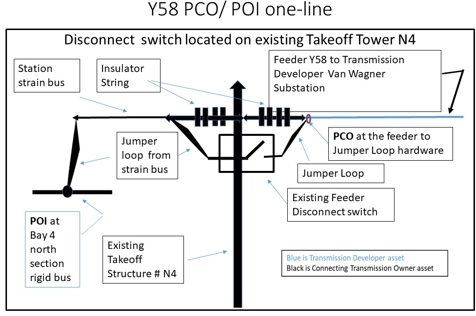 Y58 PCO/ POI one-line
Disconnect switch located on existing Takeoff Tower N4
Station
strain bus
Insulator
String
Feeder Y58 to Transmission
Developer Van Wagner
Substation
Jumper
loop from
strain bus
PCO at the feeder to
Jumper Loop hardware
Jumper Loop
Existing Feeder
Disconnect switch
POI at
Bay 4
north
section
rigid bus
Existing
Takeoff
Structure # N4
Blue is Transmission Developer asset
Black is Connecting Transmission Owner asset